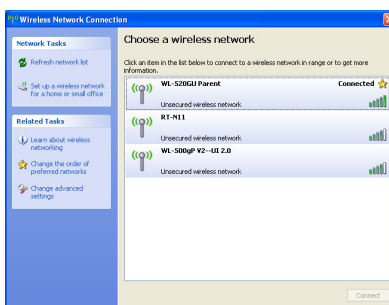 Wireless Network Connection
Network Tasks
Refresh network list
Set up a wireless network
for a home or small office
Related Tasks
Learn about wireless
networking
Change the order of
preferred networks
Change advanced
settings
Choose a wireless network
Click an item in the list below to connect to a wireless network in range or to get more
information.
WL-520GU Parent Connected
Unsecured wireless network
RT-N11
Unsecured wireless network
WL-500gP V2--UI 2.0
Unsecured wireless network
Connect